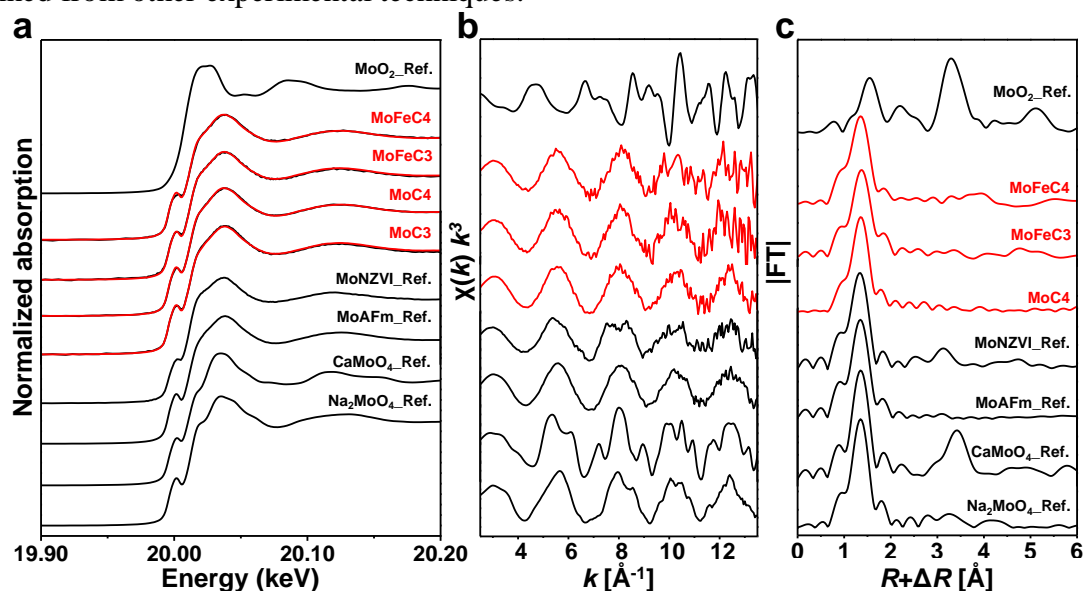 a
b
c
MoO₂_Ref.
MoFeC4
MoFeC3
MoC4
MoC3
MoNZVI_Ref.
MoAFm_Ref.
CaMoO₄_Ref.
Na₂MoO₄_Ref.
Normalized absorption
19.90
20.00
20.10
20.20
Energy (keV)
χ(k) k³
4
6
8
10
12
k [Å⁻¹]
MoO₂_Ref.
MoFeC4
MoFeC3
MoC4
MoNZVI_Ref.
MoAFm_Ref.
CaMoO₄_Ref.
Na₂MoO₄_Ref.
|FT|
0
1
2
3
4
5
6
R+ΔR [Å]